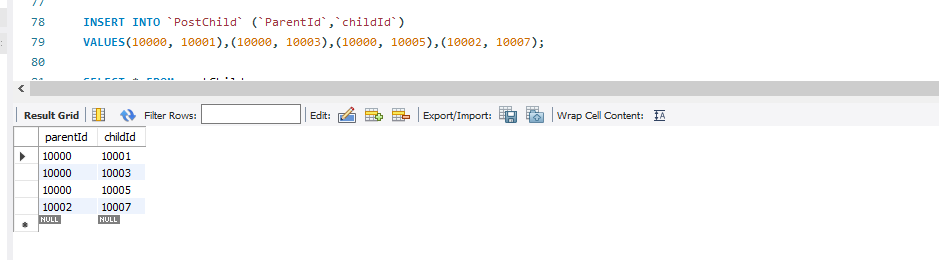 77
78 INSERT INTO `PostChild` (`ParentId`,`childId`)
79 VALUES(10000, 10001),(10000, 10003),(10000, 10005),(10002, 10007);
80
Result Grid Filter Rows: Edit: Export/Import: Wrap Cell Content:
parentId childId
10000 10001
10000 10003
10000 10005
10002 10007
NULL NULL